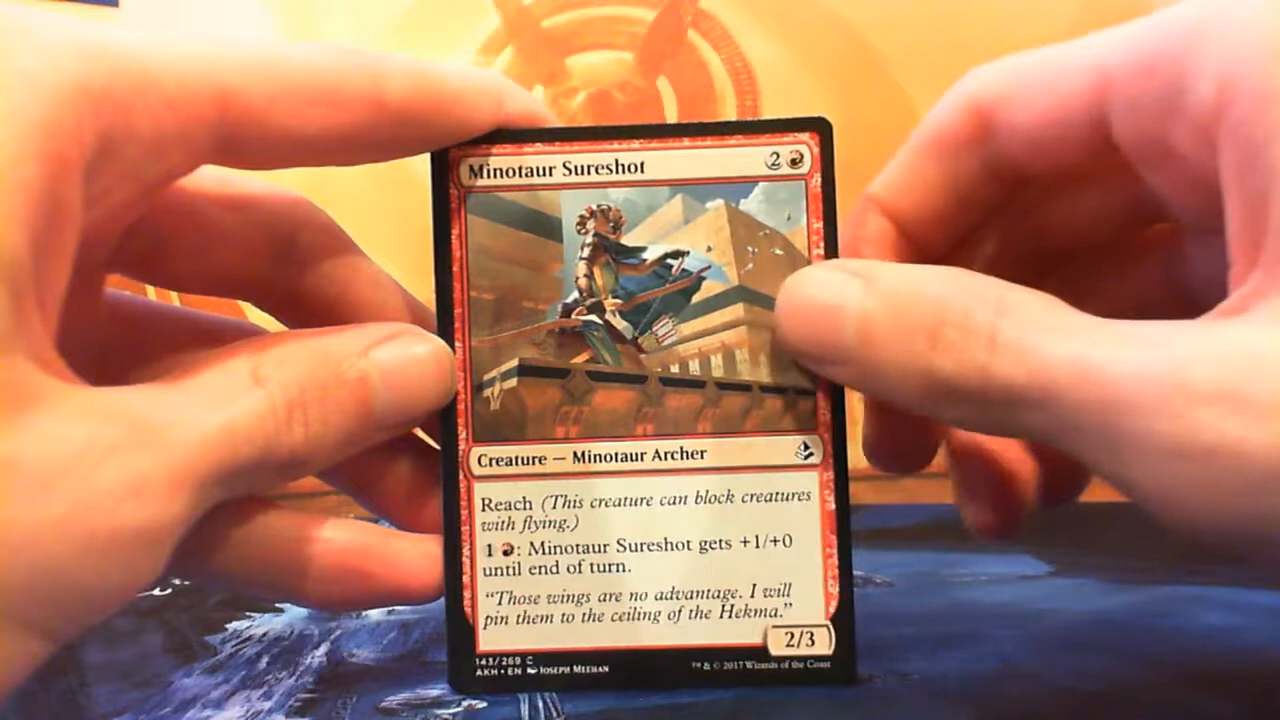 Minotaur Sureshot 2
Creature — Minotaur Archer
Reach (This creature can block creatures
with flying.)
1 : Minotaur Sureshot gets +1/+0
until end of turn.
"Those wings are no advantage. I will
pin them to the ceiling of the Hekma."
2/3
143/269 C
AKH • EN JOSEPH MEEHAN
™ & © 2017 Wizards of the Coast